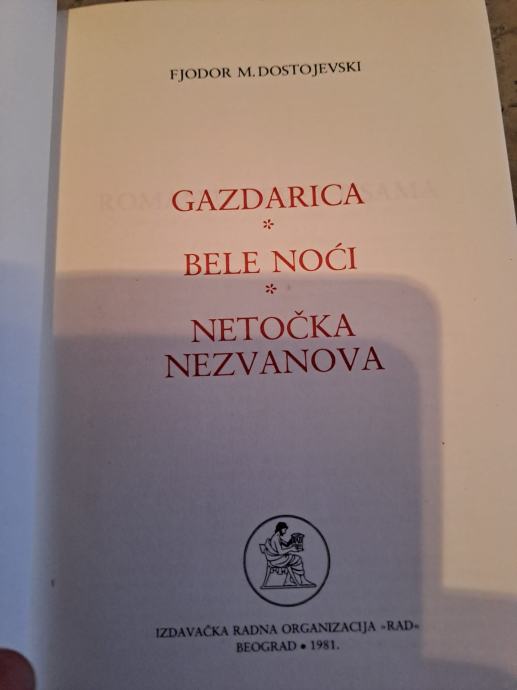 FJODOR M. DOSTOJEVSKI
GAZDARICA
*
BELE NOĆI
*
NETOČKA
NEZVANOVA
IZDAVAČKA RADNA ORGANIZACIJA »RAD«
BEOGRAD • 1981.